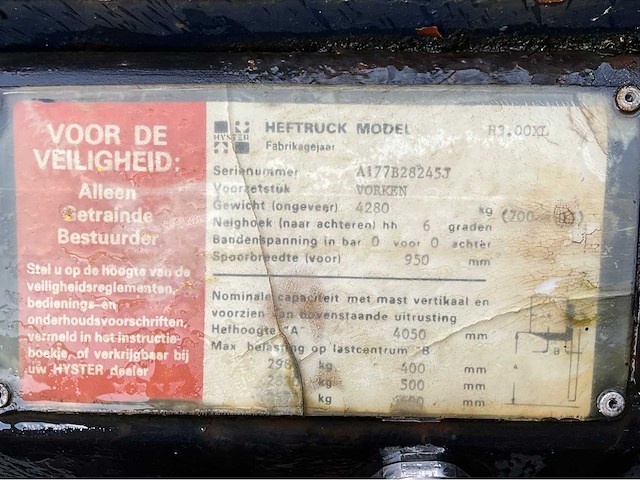 VOOR DE
VEILIGHEID:
Alleen
Getrainde
Bestuurder
Stel u op de hoogte van de
veiligheidsreglementen,
bedienings- en
onderhoudsvoorschriften,
vermeld in het instructie-
boekje, of verkrijgbaar bij
uw HYSTER dealer
HYSTER
HEFTRUCK MODEL H3.00XL
Fabrikagejaar
Serienummer A177B28245J
Voorzetstuk VORKEN
Gewicht (ongeveer) 4280 kg
Neighoek (naar achteren) hh 6 graden
Bandenspanning in bar 0 voor 0 achter
Spoorbreedte (voor) 950 mm
Nominale capaciteit met mast vertikaal en
voorzien van bovenstaande uitrusting
Hefhoogte "A 4050 mm
Max belasting op lastcentrum "B
kg 400 mm
kg 500 mm
kg mm
B
A